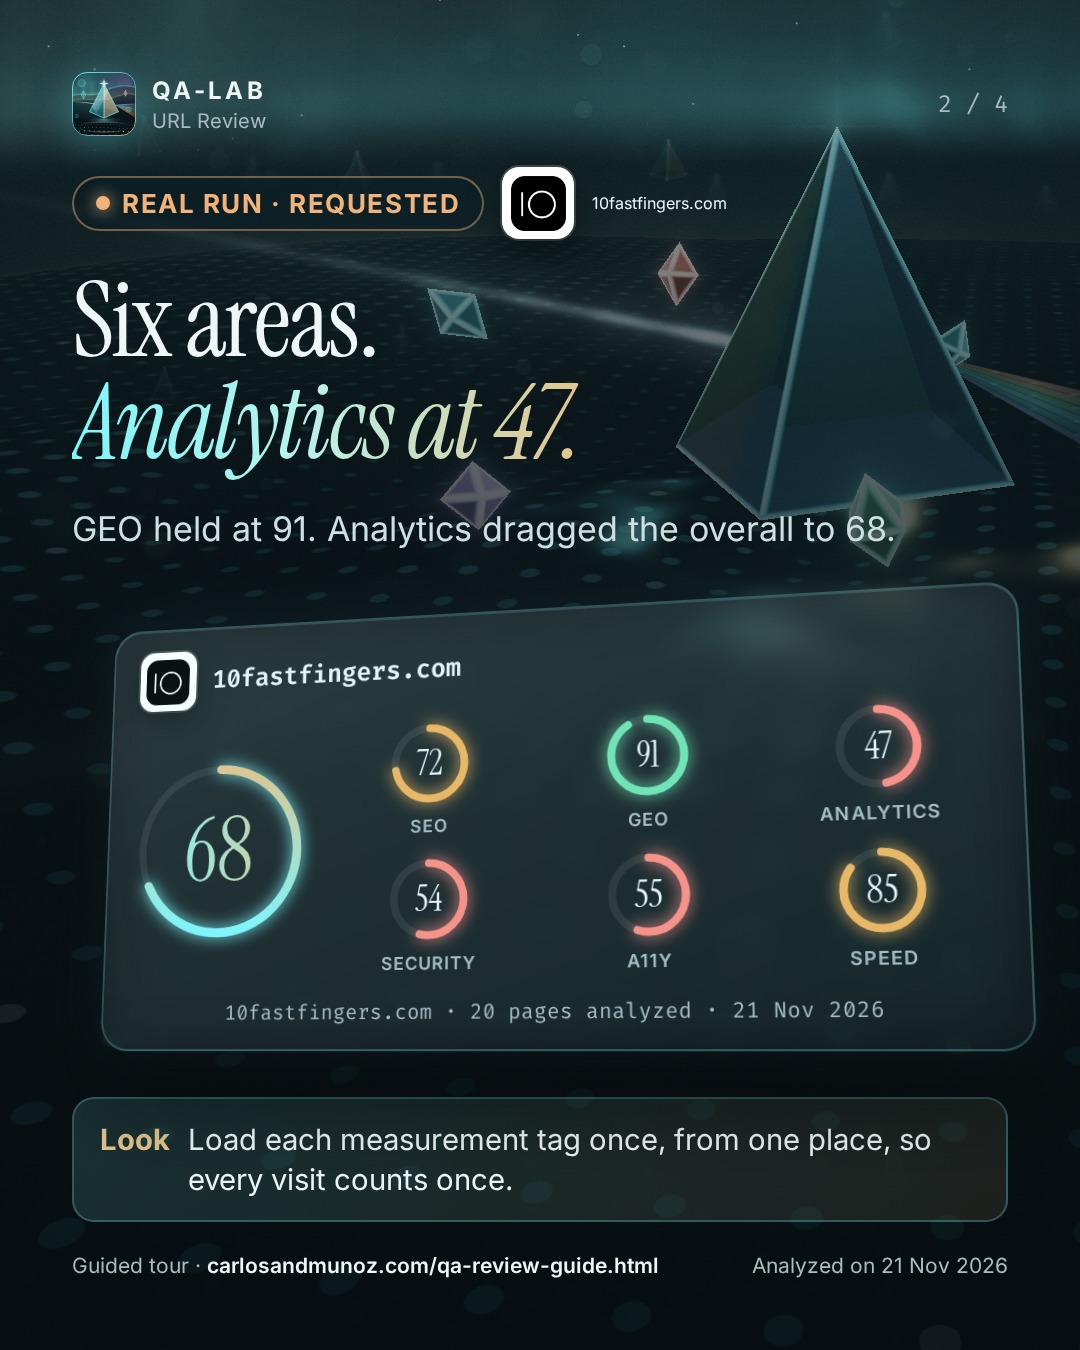 QA-LAB
URL Review
2 / 4
REAL RUN · REQUESTED
10
10fastfingers.com
Six areas.
Analytics at 47.
GEO held at 91. Analytics dragged the overall to 68.
10
10fastfingers.com
68
72
SEO
91
GEO
47
ANALYTICS
54
SECURITY
55
A11Y
85
SPEED
10fastfingers.com · 20 pages analyzed · 21 Nov 2026
Look Load each measurement tag once, from one place, so
every visit counts once.
Guided tour · carlosandmunoz.com/qa-review-guide.html
Analyzed on 21 Nov 2026